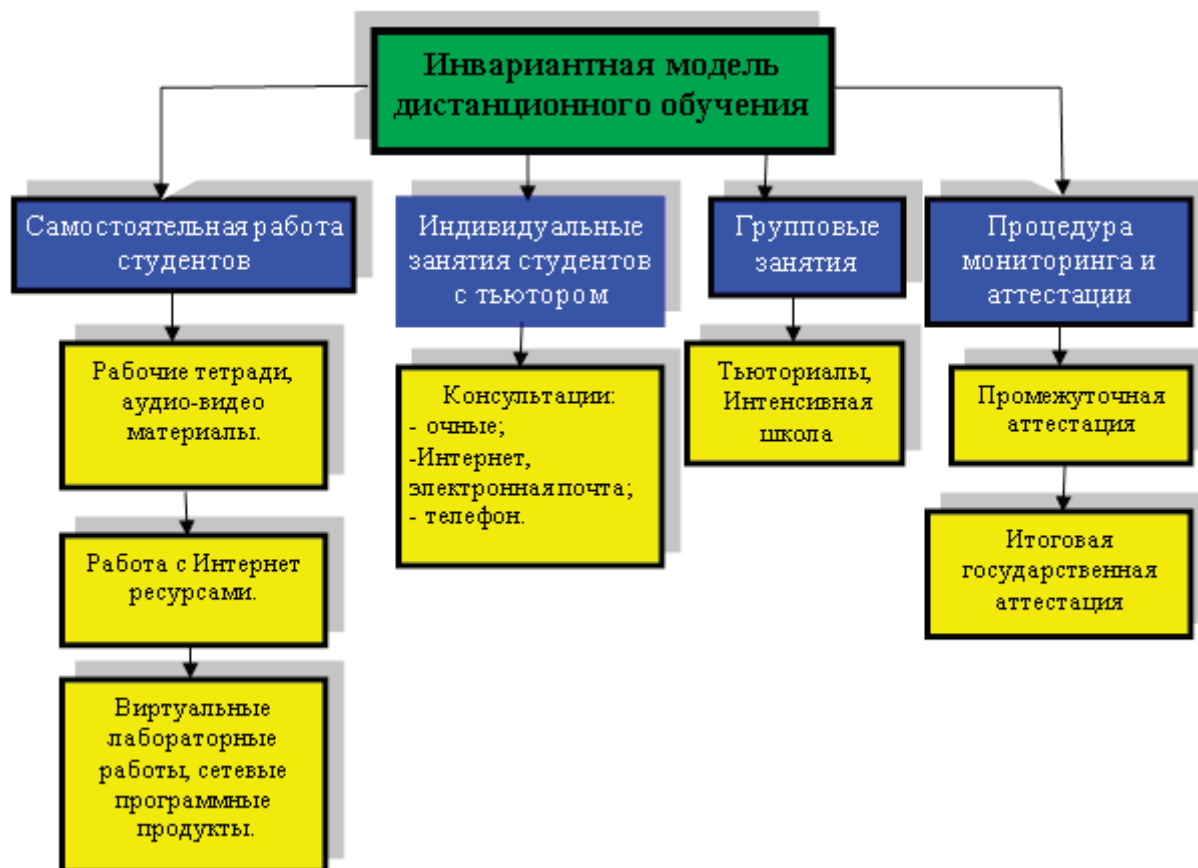 Инвариантная модель
дистанционного обучения
Самостоятельная работа
студентов
Индивидуальные
занятия студентов
с тьютором
Групповые
занятия
Процедура
мониторинга и
аттестации
Рабочие тетради,
аудио-видео
материалы.
Работа с Интернет
ресурсами.
Виртуальные
лабораторные
работы, сетевые
программные
продукты.
Консультации:
- очные;
-Интернет,
электронная почта;
- телефон.
Тьюториалы,
Интенсивная
школа
Промежуточная
аттестация
Итоговая
государственная
аттестация